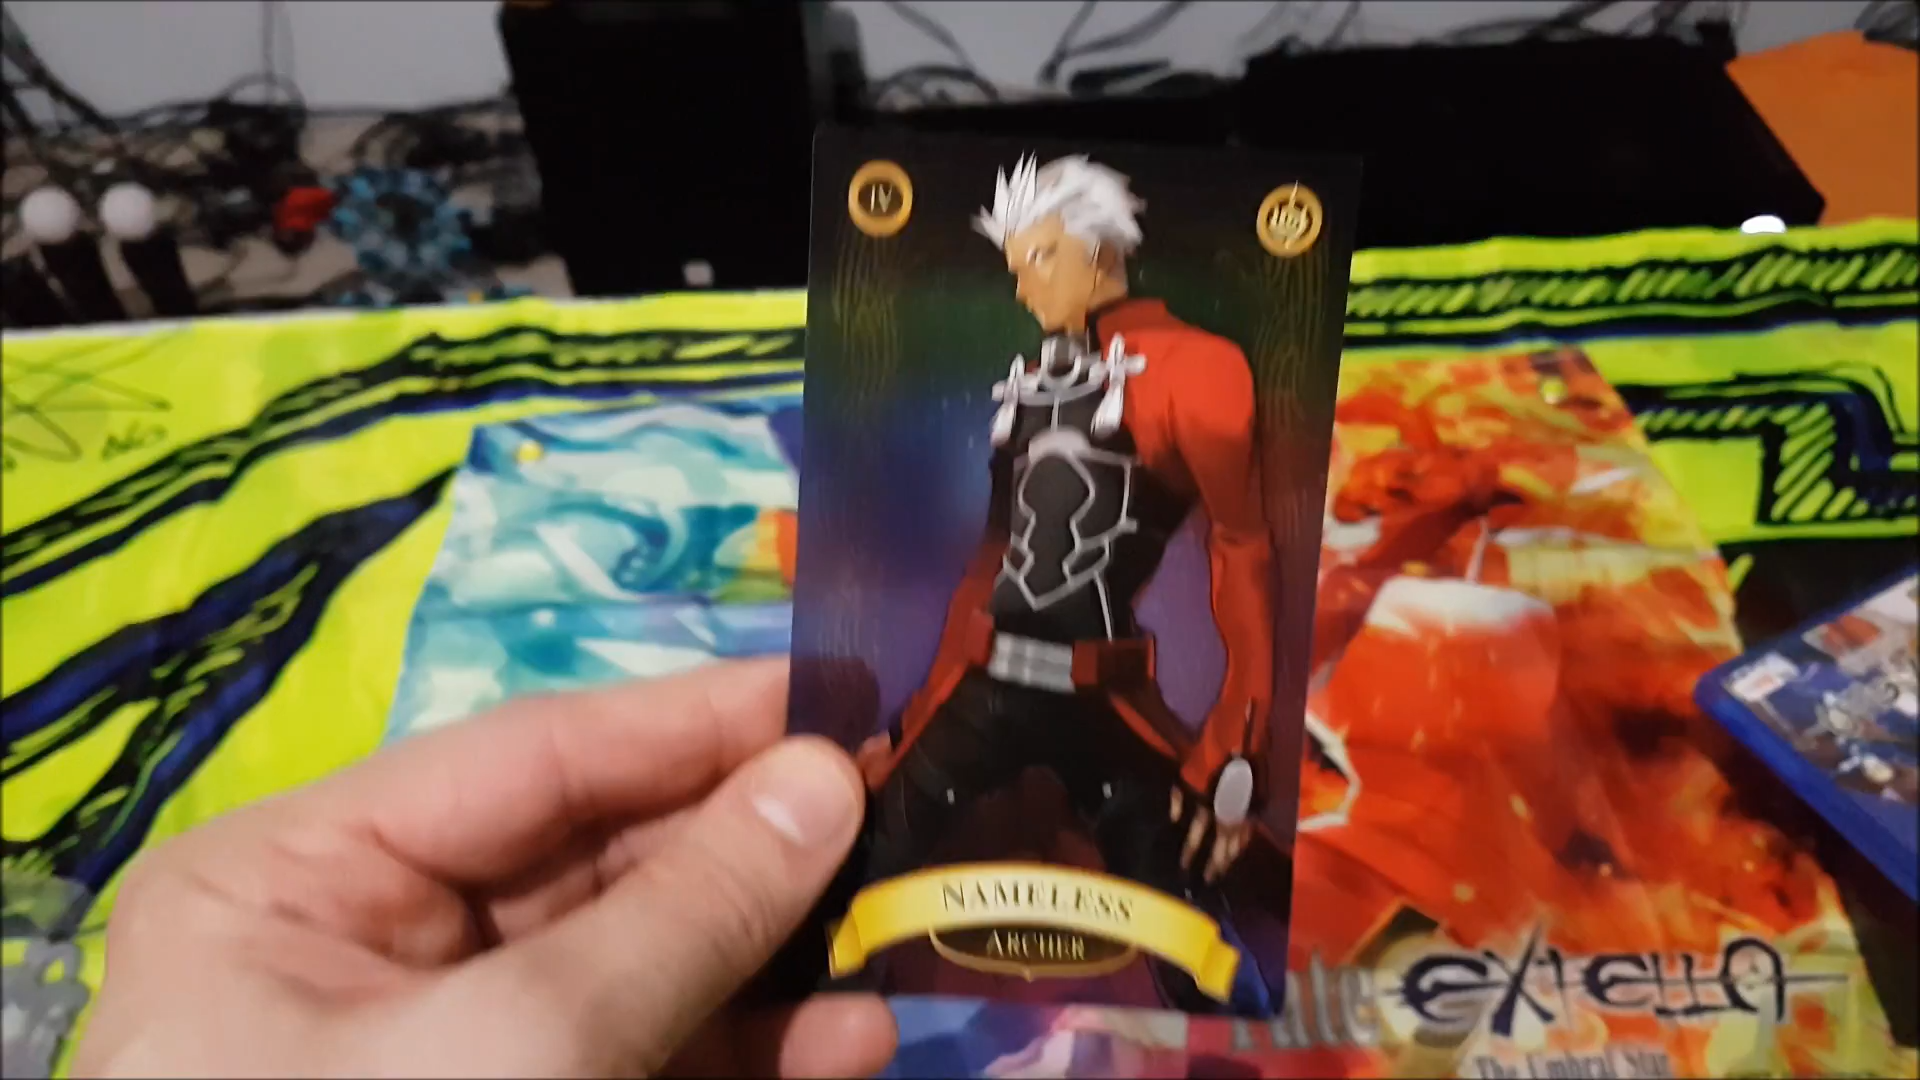 IV
NAMELESS
ARCHER
Fate
EXTELLA
The Umbral Star